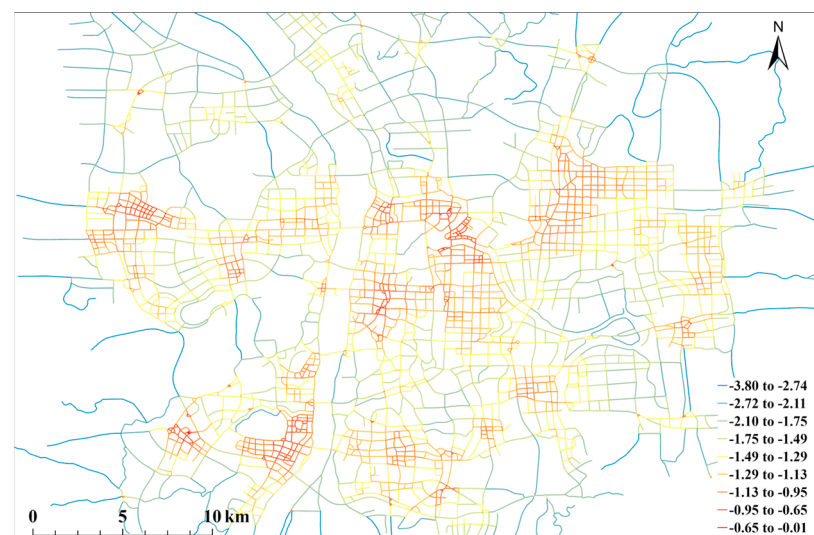 N
-3.80 to -2.74
-2.72 to -2.11
-2.10 to -1.75
-1.75 to -1.49
-1.49 to -1.29
-1.29 to -1.13
-1.13 to -0.95
-0.95 to -0.65
-0.65 to -0.01
0 5 10 km